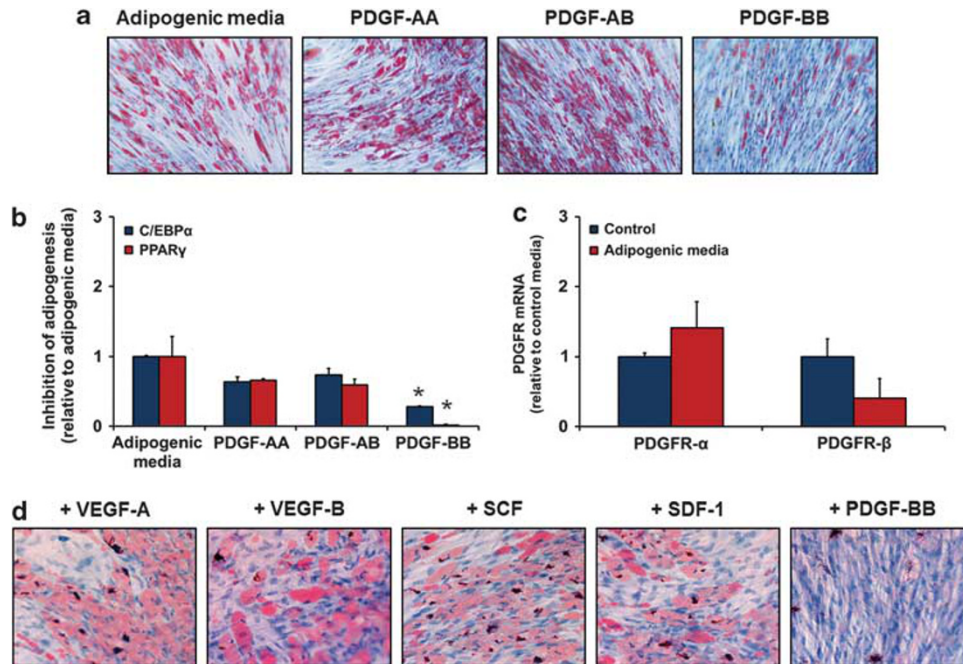 a
Adipogenic media PDGF-AA PDGF-AB PDGF-BB
b
Inhibition of adipogenesis
(relative to adipogenic media)
3
2
1
0
C/EBPα
PPARγ
* *
Adipogenic
media
PDGF-AA PDGF-AB PDGF-BB
c
PDGFR mRNA
(relative to control media)
3
2
1
0
Control
Adipogenic media
PDGFR-α PDGFR-β
d
+ VEGF-A + VEGF-B + SCF + SDF-1 + PDGF-BB